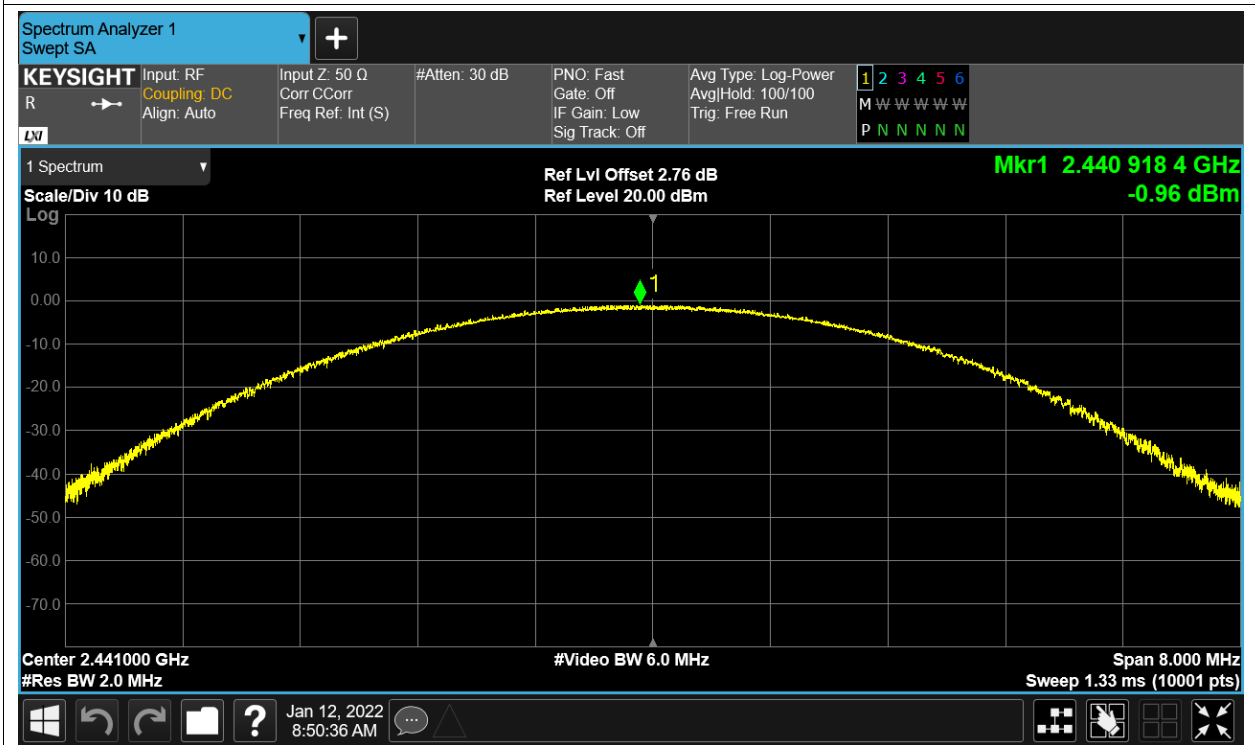 Spectrum Analyzer 1
Swept SA
KEYSIGHT
R
LXI
Input: RF
Coupling: DC
Align: Auto
Input Z: 50 Ω
Corr CCorr
Freq Ref: Int (S)
#Atten: 30 dB
PNO: Fast
Gate: Off
IF Gain: Low
Sig Track: Off
Avg Type: Log-Power
Avg|Hold: 100/100
Trig: Free Run
1 2 3 4 5 6
M W W W W W
P N N N N N
1 Spectrum
Scale/Div 10 dB
Log
Ref Lvl Offset 2.76 dB
Ref Level 20.00 dBm
Mkr1 2.440 918 4 GHz
-0.96 dBm
1
10.0
0.00
-10.0
-20.0
-30.0
-40.0
-50.0
-60.0
-70.0
Center 2.441000 GHz
#Res BW 2.0 MHz
#Video BW 6.0 MHz
Span 8.000 MHz
Sweep 1.33 ms (10001 pts)
?
Jan 12, 2022
8:50:36 AM